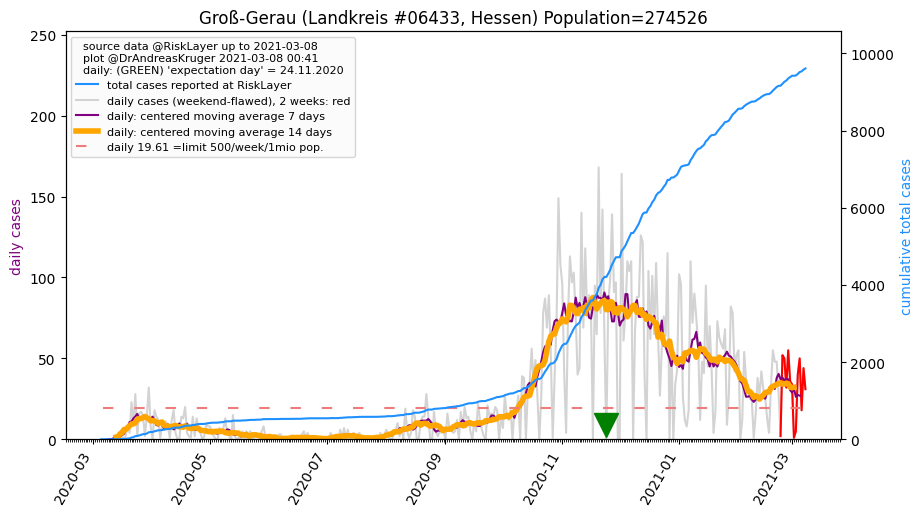 Groß-Gerau (Landkreis #06433, Hessen) Population=274526
source data @RiskLayer up to 2021-03-08
plot @DrAndreasKruger 2021-03-08 00:41
daily: (GREEN) 'expectation day' = 24.11.2020
total cases reported at RiskLayer
daily cases (weekend-flawed), 2 weeks: red
daily: centered moving average 7 days
daily: centered moving average 14 days
daily 19.61 =limit 500/week/1mio pop.
daily cases
250
200
150
100
50
0
cumulative total cases
10000
8000
6000
4000
2000
0
2020-03
2020-05
2020-07
2020-09
2020-11
2021-01
2021-03